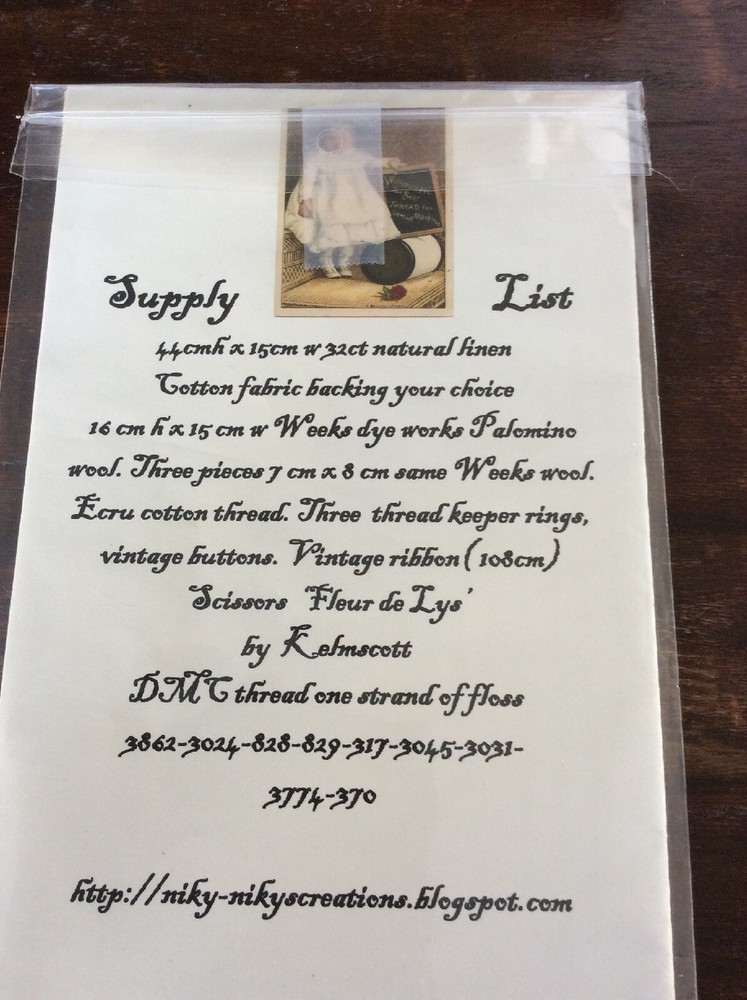 Supply List
44cmh x 15cm w 32ct natural linen
Cotton fabric backing your choice
16 cm h x 15 cm w Weeks dye works Palomino
wool. Three pieces 7 cm x 8 cm same Weeks wool.
Ecru cotton thread. Three thread keeper rings,
vintage buttons. Vintage ribbon ( 108cm)
Scissors 'Fleur de Lys'
by Kelmscott
DMC thread one strand of floss
3862-3024-828-829-317-3045-3031-
3774-370
http://niky-nikyscreations.blogspot.com